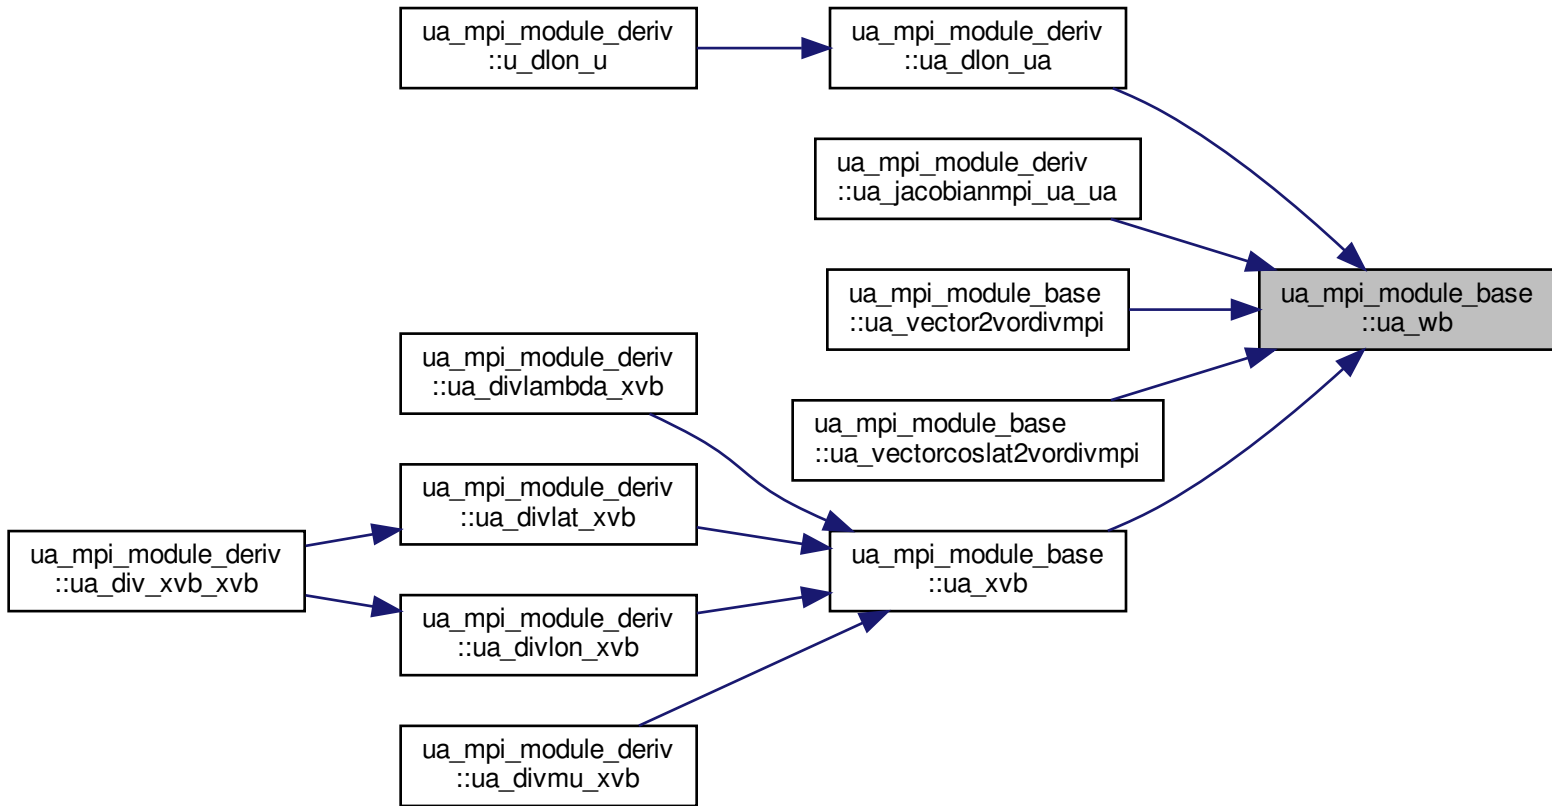 ua_mpi_module_deriv
::u_dlon_u
ua_mpi_module_deriv
::ua_dlon_ua
ua_mpi_module_deriv
::ua_jacobianmpi_ua_ua
ua_mpi_module_base
::ua_vector2vordivmpi
ua_mpi_module_base
::ua_wb
ua_mpi_module_deriv
::ua_divlambda_xvb
ua_mpi_module_base
::ua_vectorcoslat2vordivmpi
ua_mpi_module_deriv
::ua_divlat_xvb
ua_mpi_module_deriv
::ua_div_xvb_xvb
ua_mpi_module_base
::ua_xvb
ua_mpi_module_deriv
::ua_divlon_xvb
ua_mpi_module_deriv
::ua_divmu_xvb